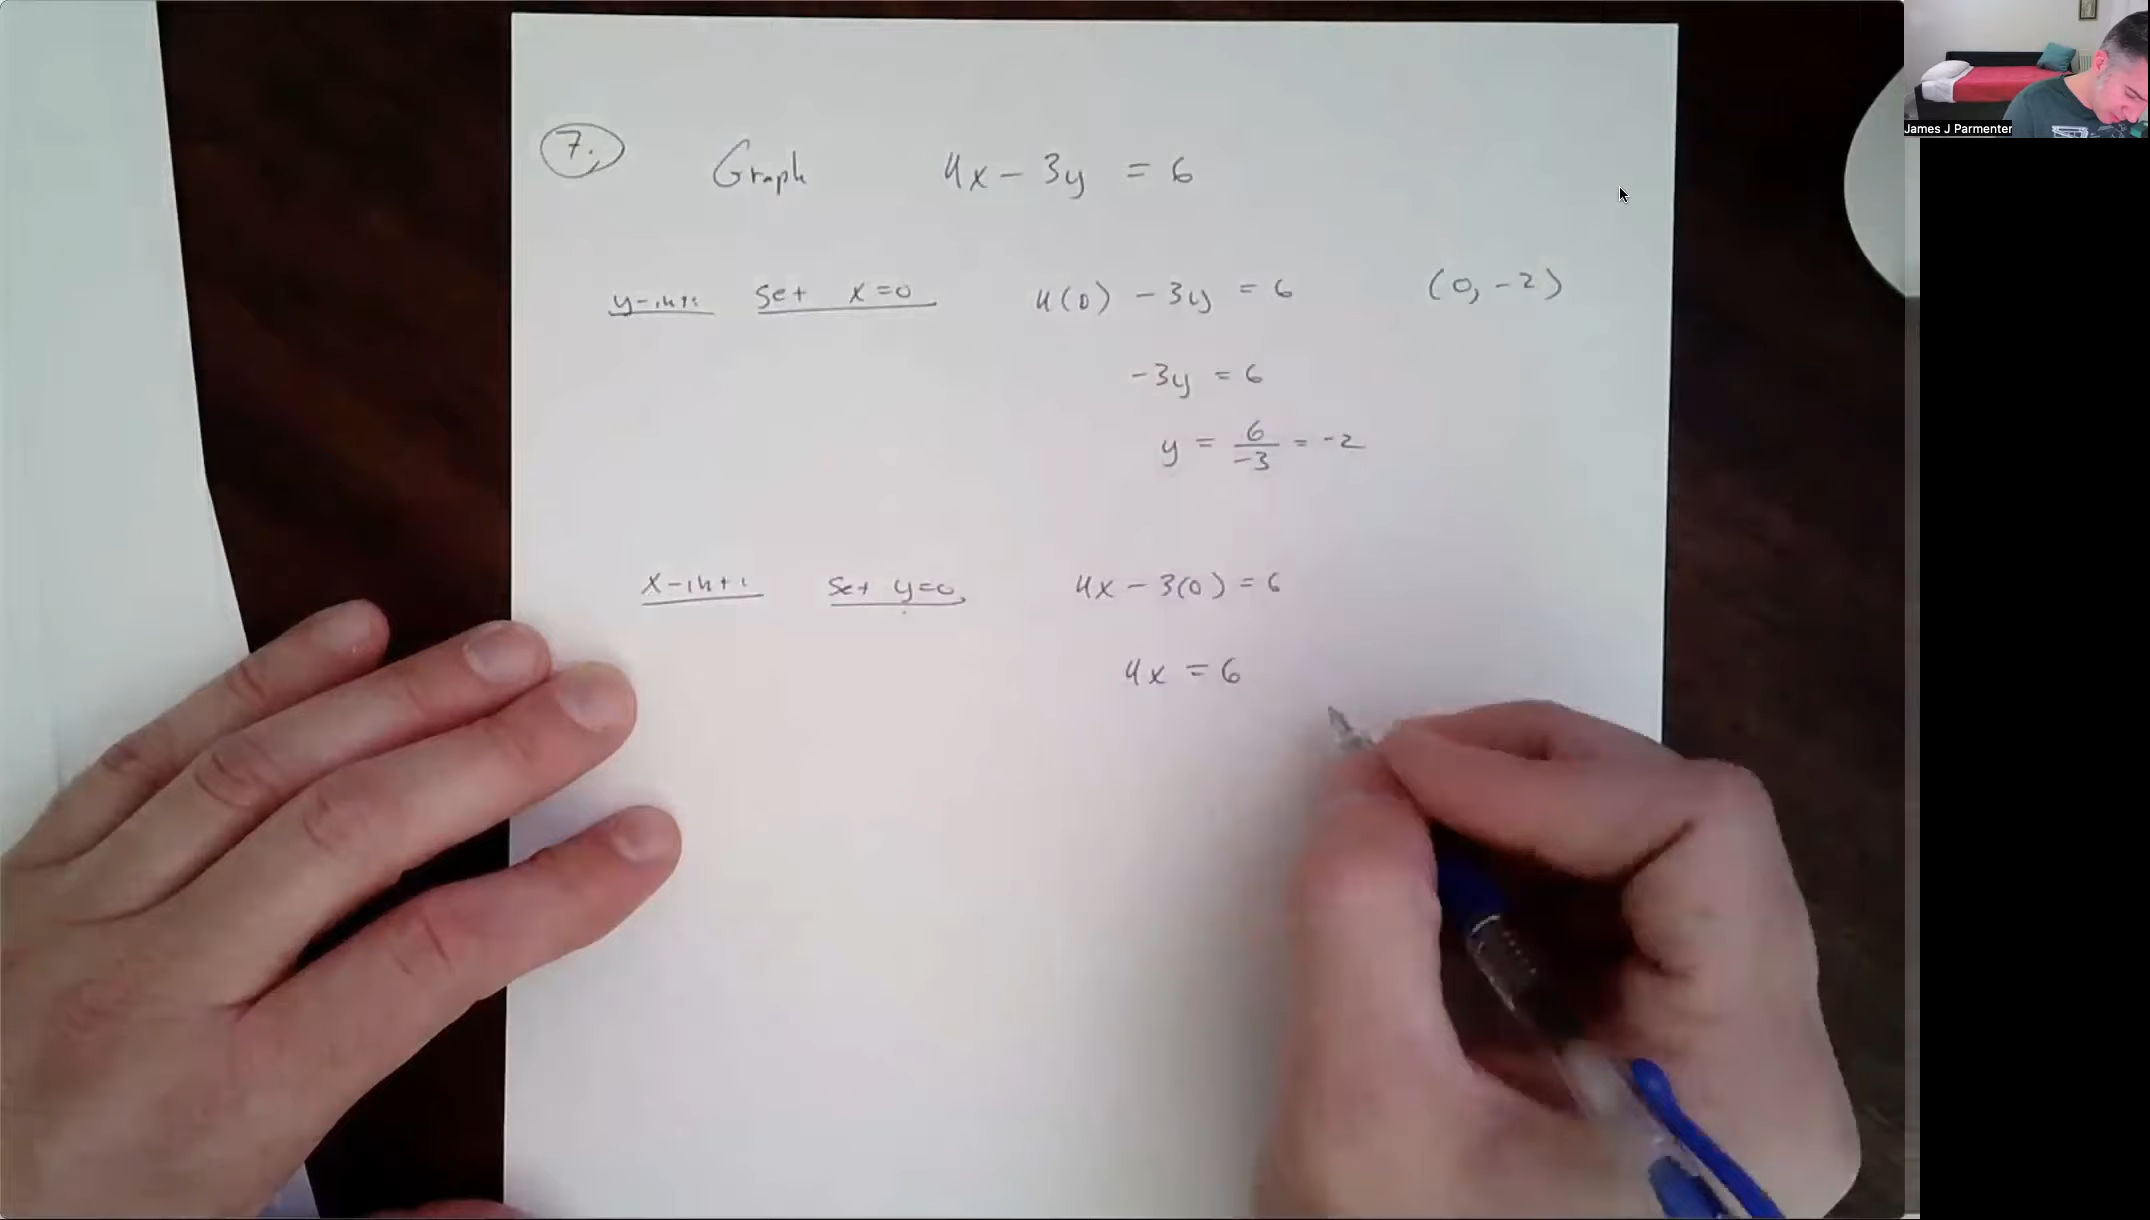 7. Graph 4x - 3y = 6
y-int: set x=0 4(0) - 3y = 6 (0, -2)
-3y = 6
y = 6/-3 = -2
x-int: set y=0, 4x - 3(0) = 6
4x = 6
James J Parmenter